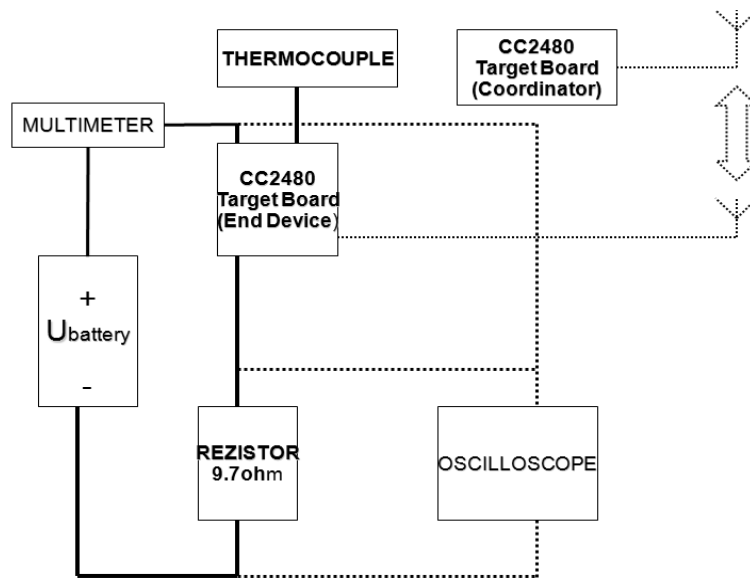 THERMOCOUPLE
CC2480
Target Board
(Coordinator)
MULTIMETER
CC2480
Target Board
(End Device)
+
Ubattery
-
REZISTOR
9.7ohm
OSCILLOSCOPE